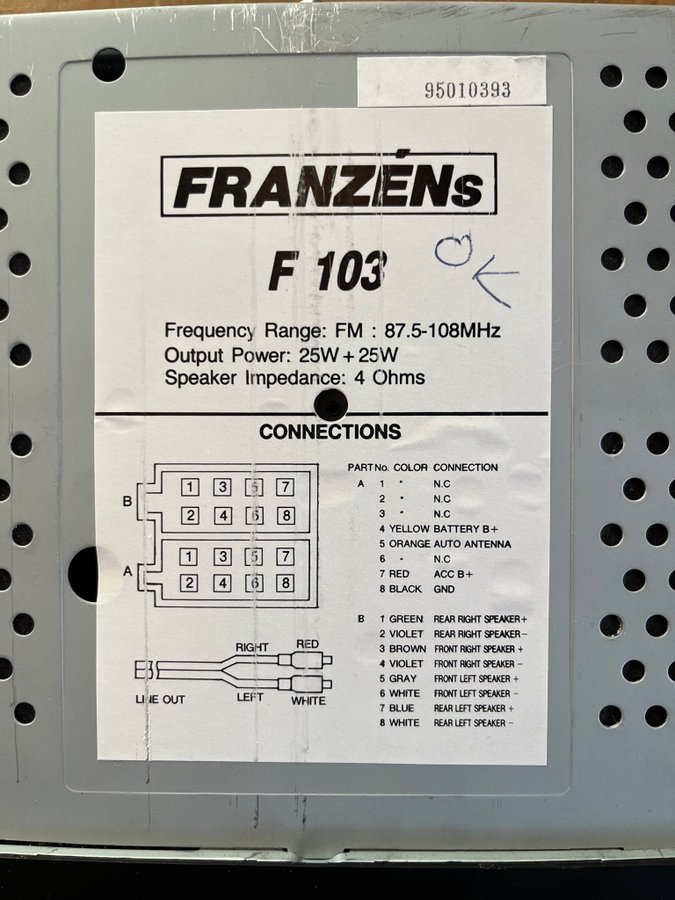 95010393
FRANZÉNs
F 103
Frequency Range: FM : 87.5-108MHz
Output Power: 25W + 25W
Speaker Impedance: 4 Ohms
CONNECTIONS
B
1 3 5 7
2 4 6 8
A
1 3 5 7
2 4 6 8
RIGHT RED
LINE OUT LEFT WHITE
PART No. COLOR CONNECTION
A 1 " N.C
2 " N.C
3 " N.C
4 YELLOW BATTERY B+
5 ORANGE AUTO ANTENNA
6 " N.C
7 RED ACC B+
8 BLACK GND
B 1 GREEN REAR RIGHT SPEAKER +
2 VIOLET REAR RIGHT SPEAKER -
3 BROWN FRONT RIGHT SPEAKER +
4 VIOLET FRONT RIGHT SPEAKER -
5 GRAY FRONT LEFT SPEAKER +
6 WHITE FRONT LEFT SPEAKER -
7 BLUE REAR LEFT SPEAKER +
8 WHITE REAR LEFT SPEAKER -